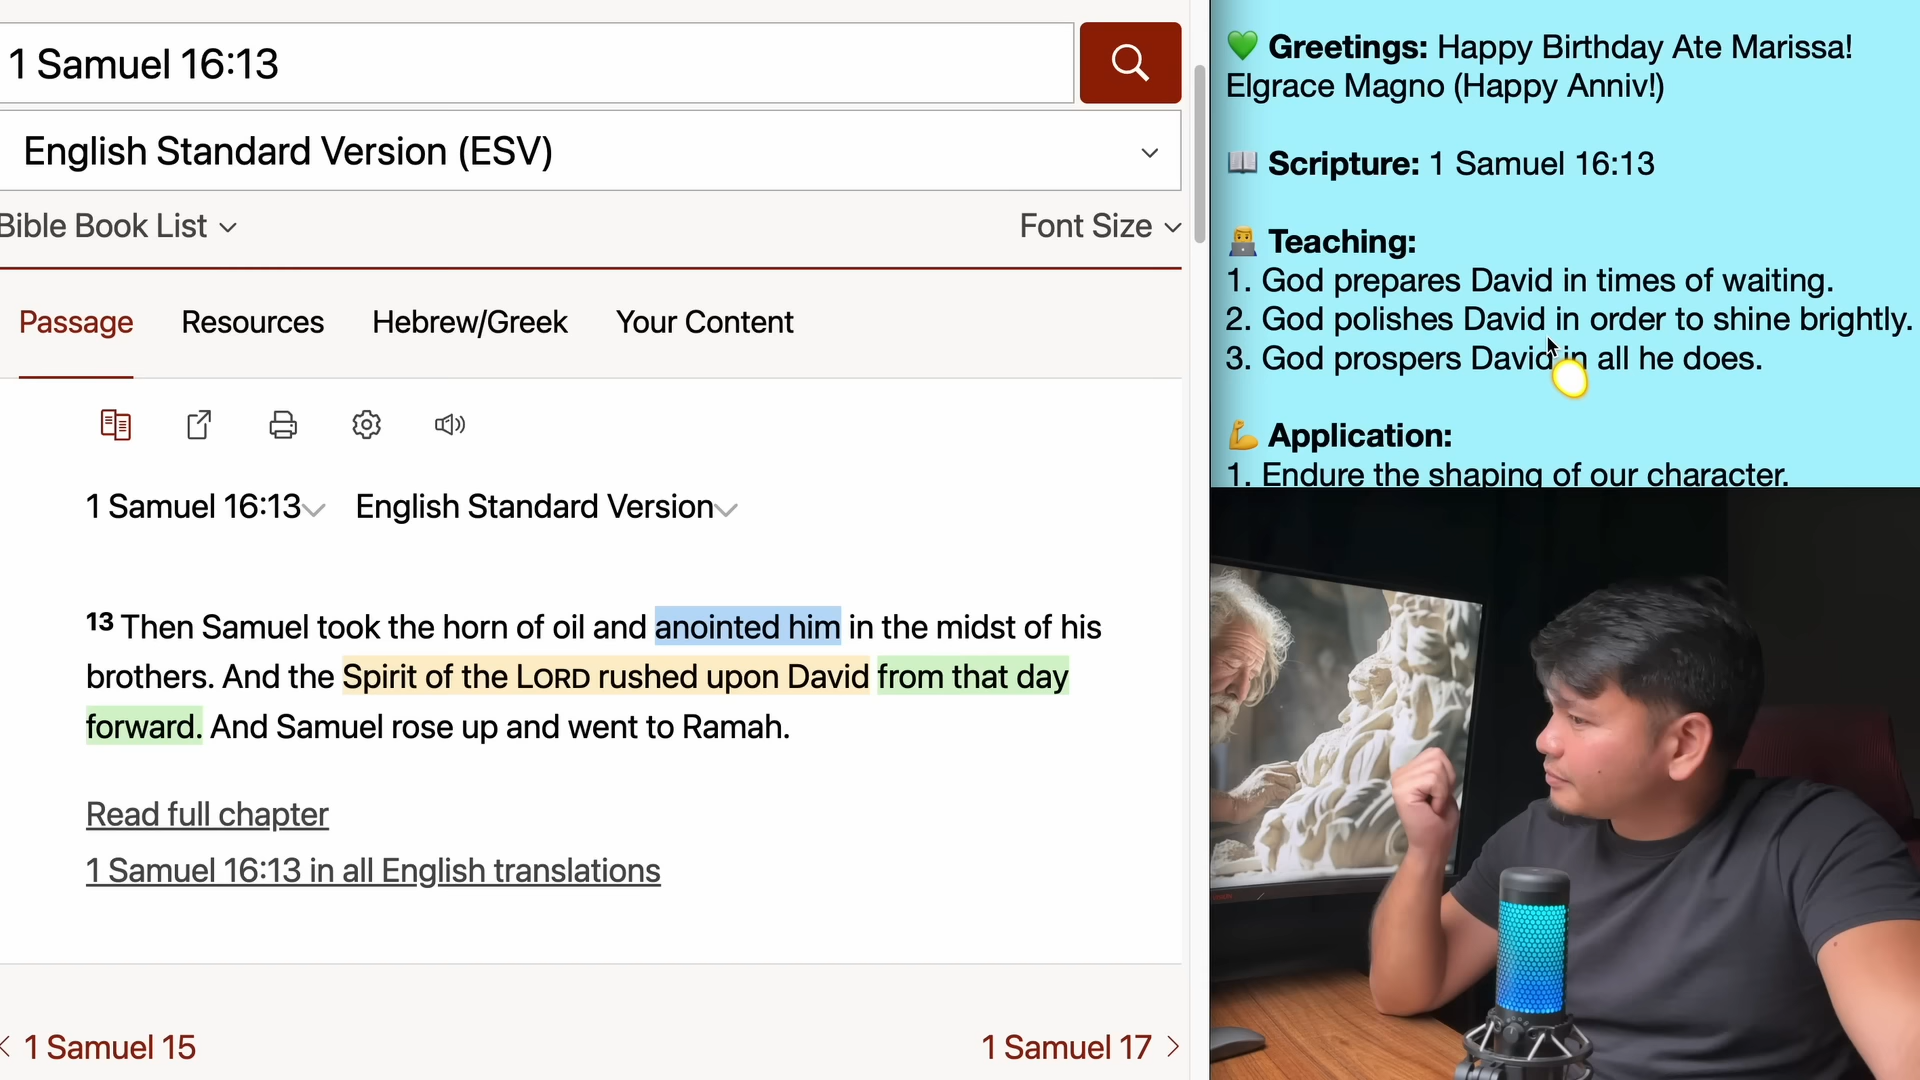 1 Samuel 16:13
English Standard Version (ESV)
Bible Book List
Font Size
Passage
Resources
Hebrew/Greek
Your Content
1 Samuel 16:13
English Standard Version
13 Then Samuel took the horn of oil and anointed him in the midst of his
brothers. And the Spirit of the LORD rushed upon David from that day
forward. And Samuel rose up and went to Ramah.
Read full chapter
1 Samuel 16:13 in all English translations
1 Samuel 15
1 Samuel 17
💚 Greetings: Happy Birthday Ate Marissa!
Elgrace Magno (Happy Anniv!)
📖 Scripture: 1 Samuel 16:13
👨‍💻 Teaching:
1. God prepares David in times of waiting.
2. God polishes David in order to shine brightly.
3. God prospers David in all he does.
💪 Application:
1. Endure the shaping of our character.